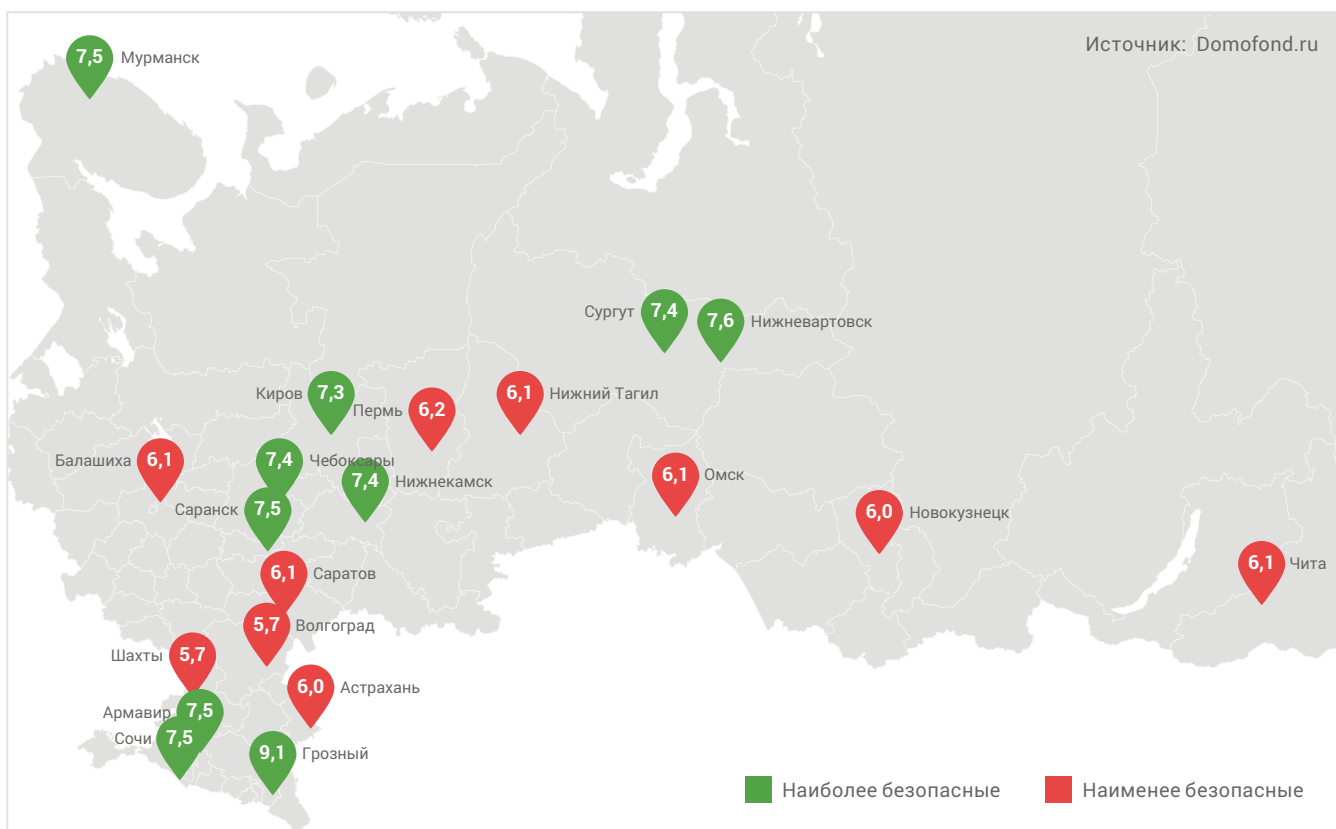 7,5 Мурманск
Источник: Domofond.ru
Сургут 7,4
7,6 Нижневартовск
Киров 7,3
Пермь 6,2
6,1 Нижний Тагил
Балашиха 6,1
7,4 Чебоксары
7,4 Нижнекамск
6,1 Омск
Саранск 7,5
6,0 Новокузнецк
6,1 Чита
6,1 Саратов
5,7 Волгоград
Шахты 5,7
6,0 Астрахань
Армавир 7,5
Сочи 7,5
9,1 Грозный
Наиболее безопасные
Наименее безопасные